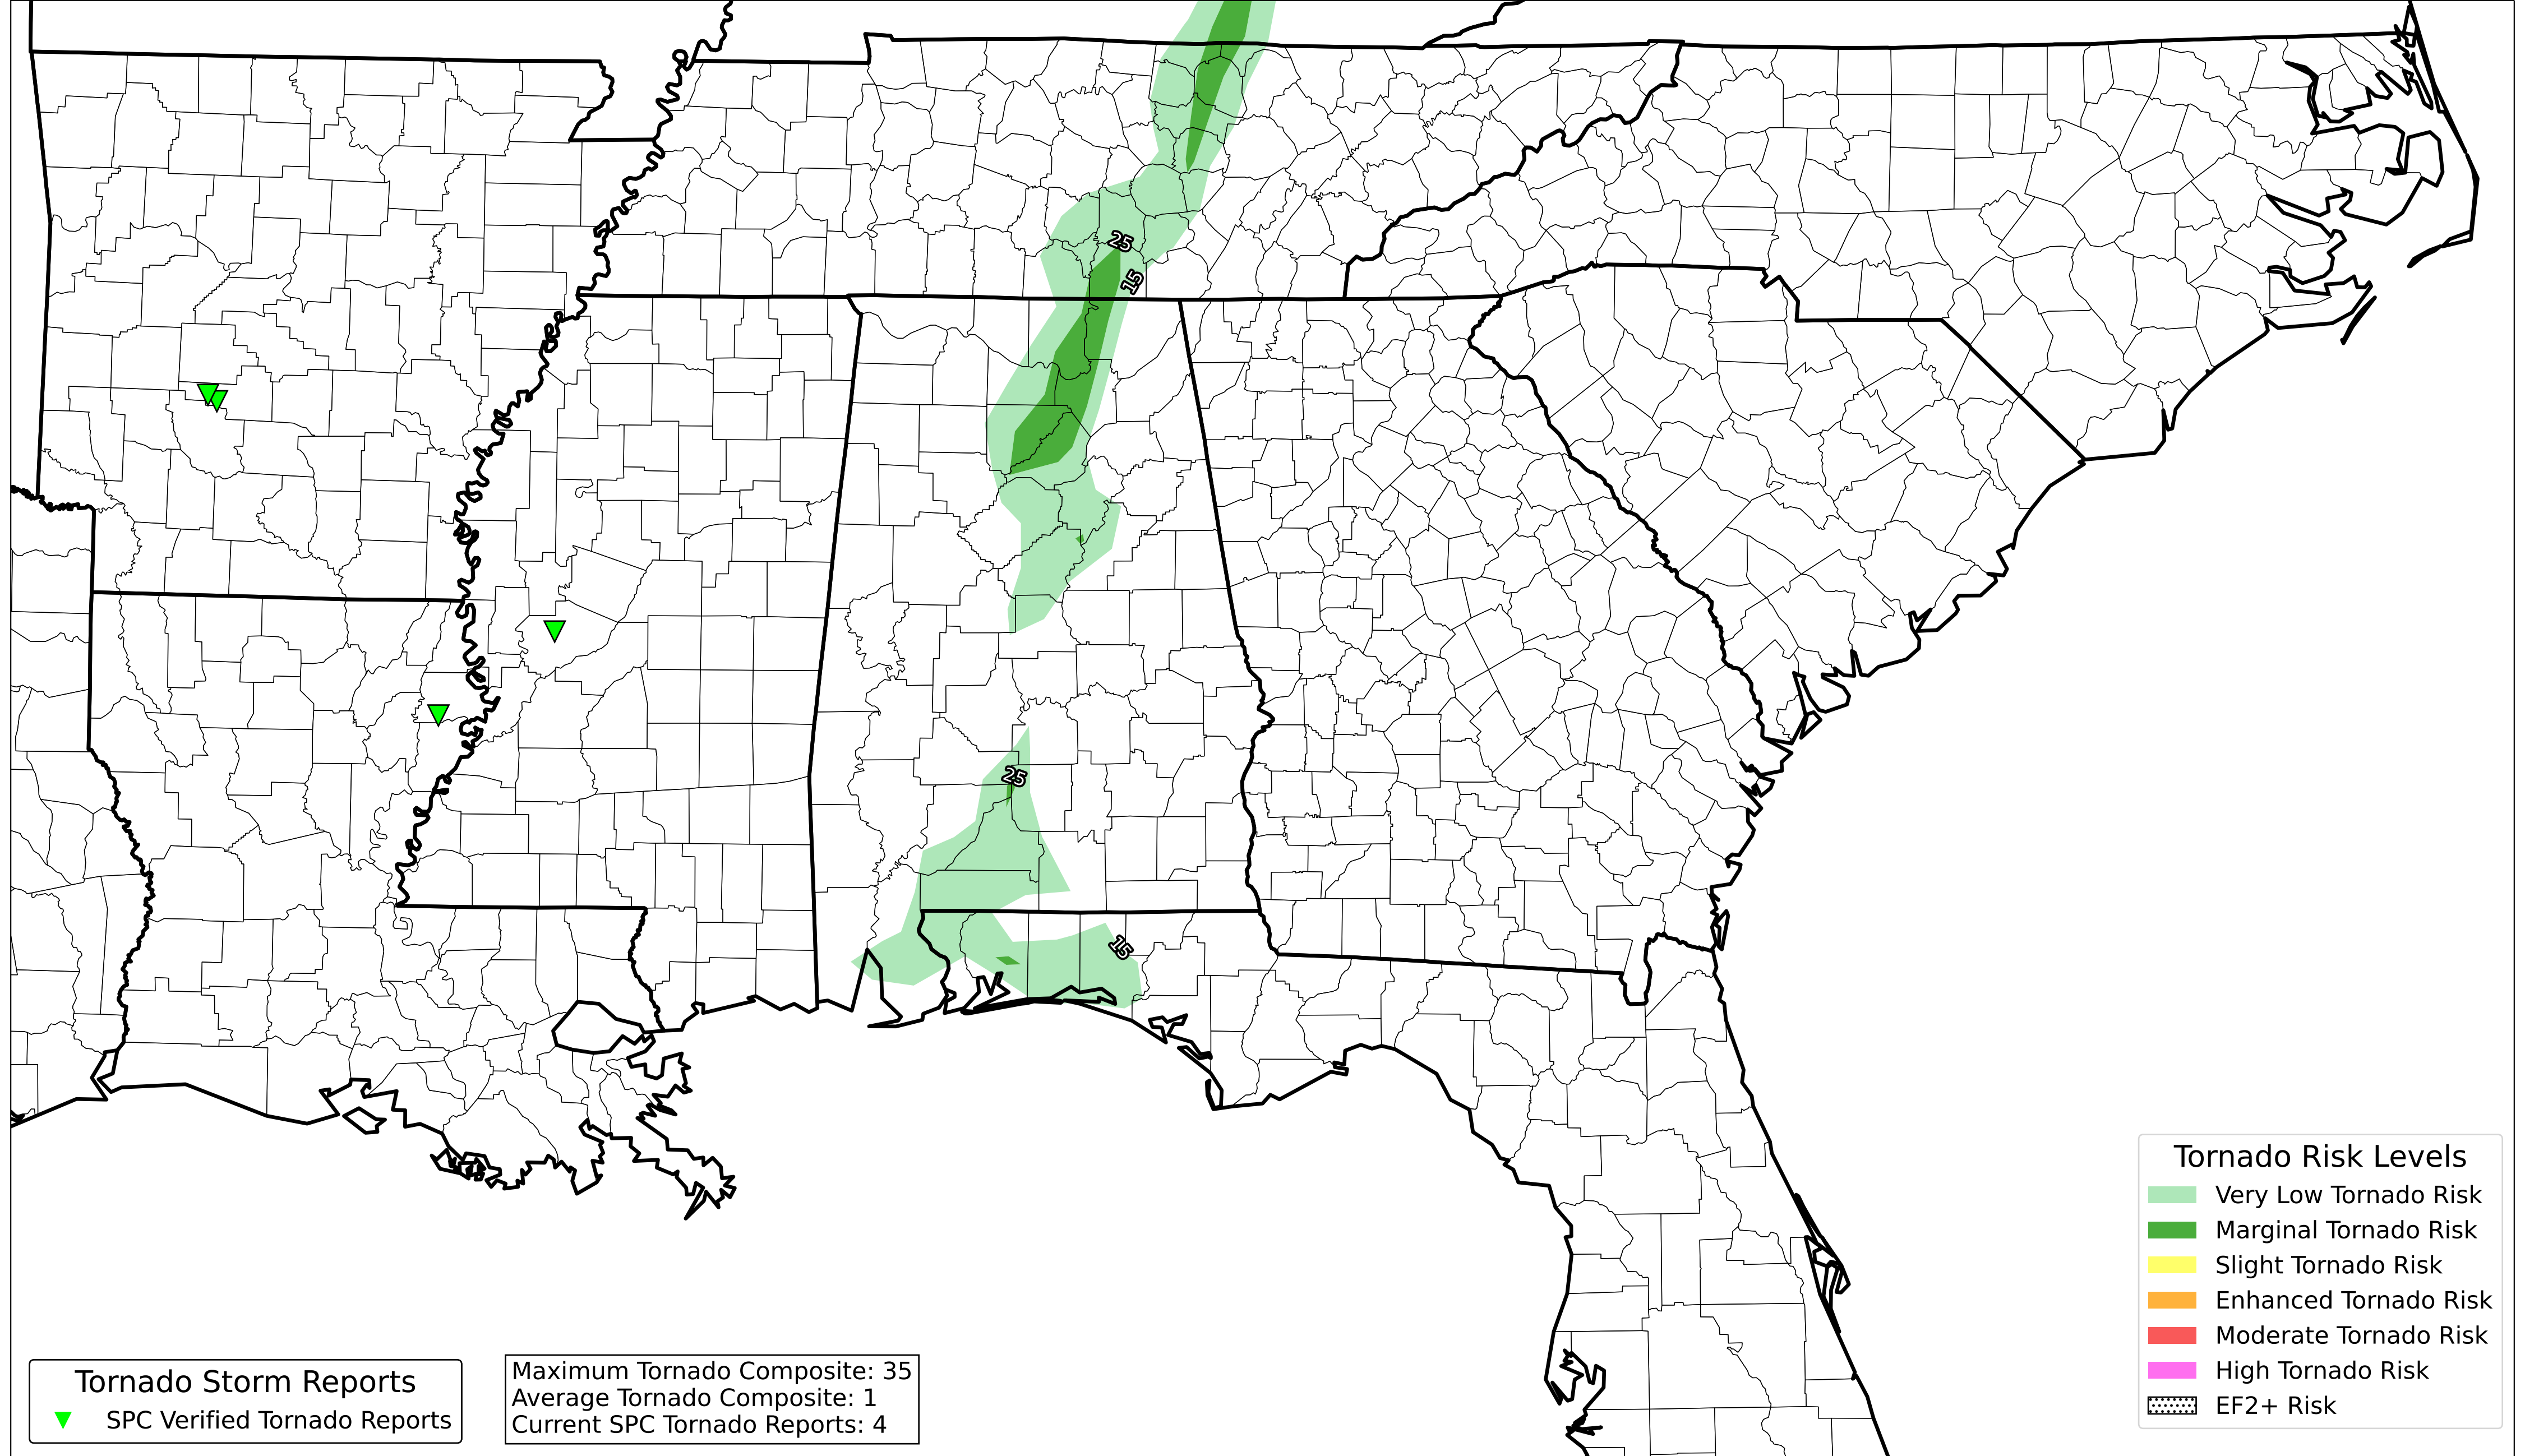 25
15
25
15
Tornado Risk Levels
Very Low Tornado Risk
Marginal Tornado Risk
Slight Tornado Risk
Enhanced Tornado Risk
Moderate Tornado Risk
High Tornado Risk
EF2+ Risk
Tornado Storm Reports
SPC Verified Tornado Reports
Maximum Tornado Composite: 35
Average Tornado Composite: 1
Current SPC Tornado Reports: 4